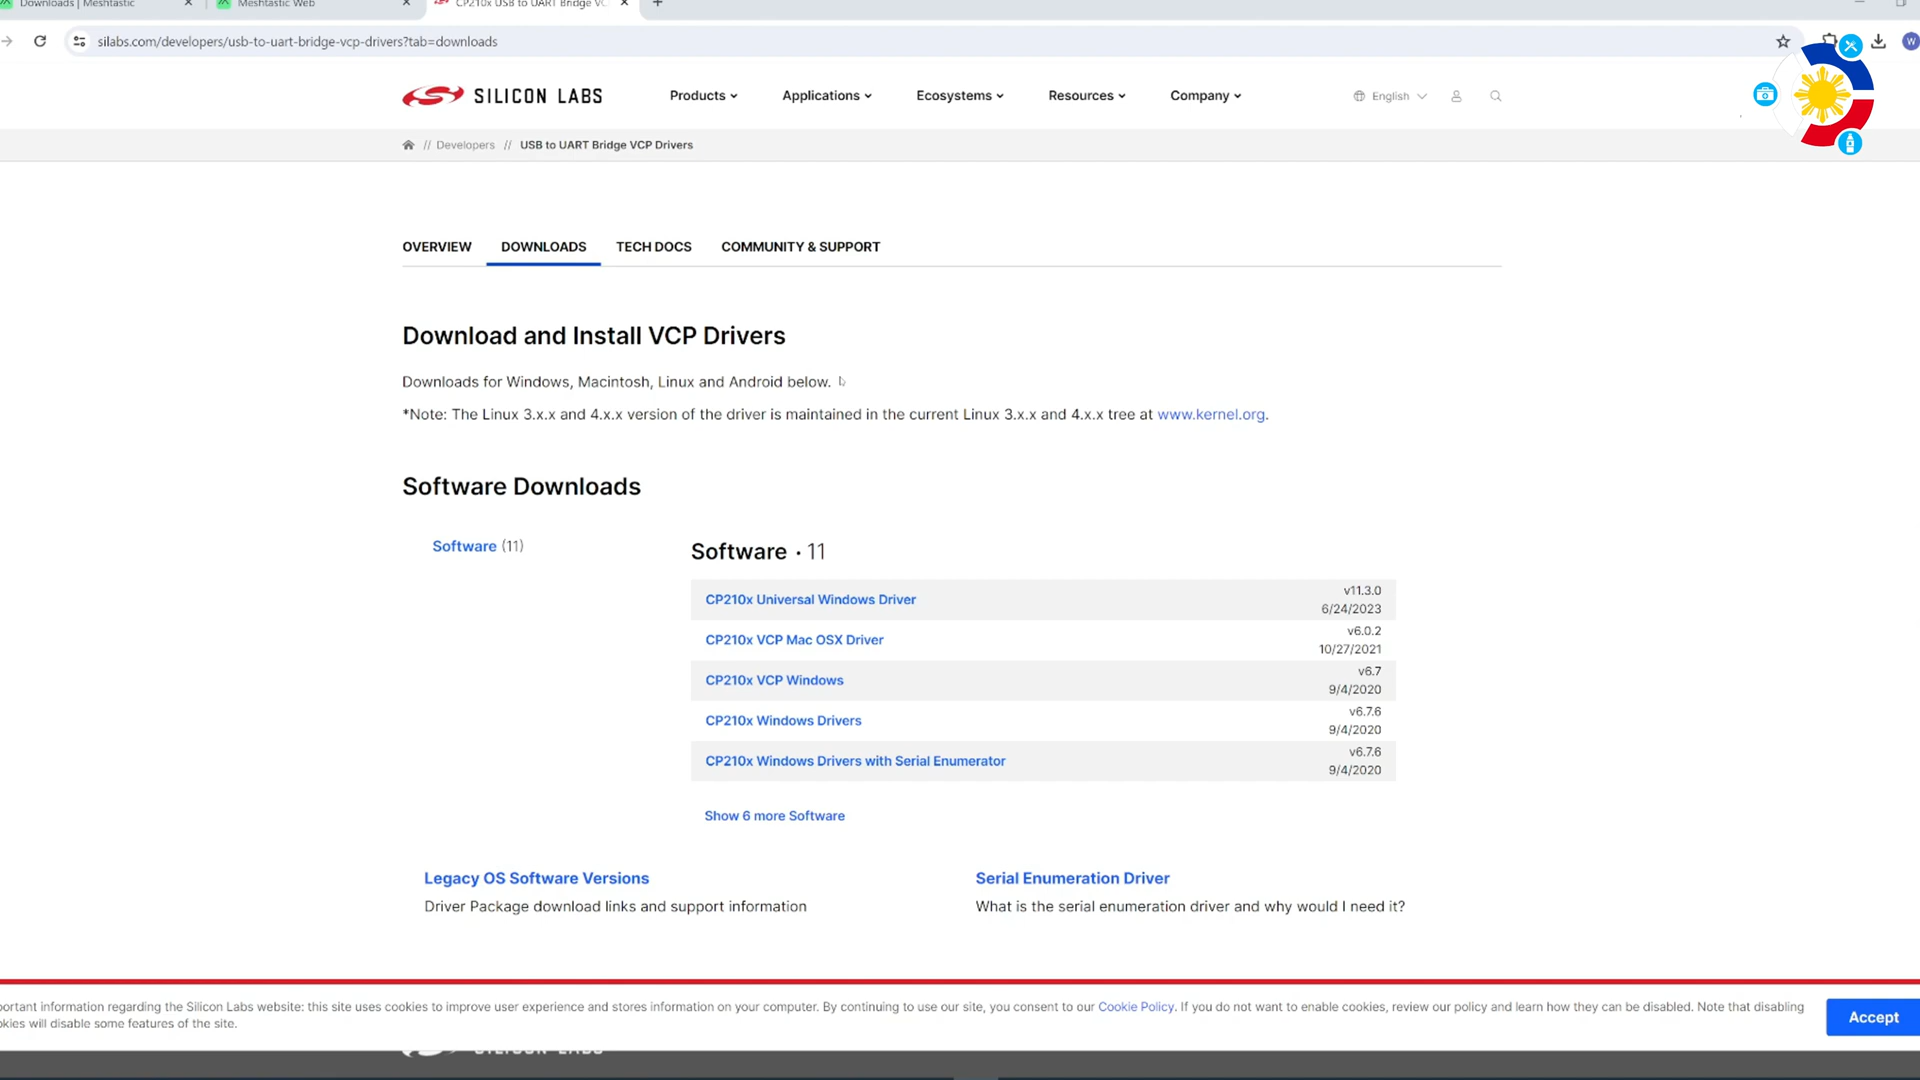 Downloads | Meshtastic
Meshtastic Web
CP210x USB to UART Bridge VC
silabs.com/developers/usb-to-uart-bridge-vcp-drivers?tab=downloads
W
SILICON LABS
Products
Applications
Ecosystems
Resources
Company
English
// Developers // USB to UART Bridge VCP Drivers
OVERVIEW
DOWNLOADS
TECH DOCS
COMMUNITY & SUPPORT
Download and Install VCP Drivers
Downloads for Windows, Macintosh, Linux and Android below.
*Note: The Linux 3.x.x and 4.x.x version of the driver is maintained in the current Linux 3.x.x and 4.x.x tree at www.kernel.org.
Software Downloads
Software (11)
Software • 11
CP210x Universal Windows Driver
v11.3.0
6/24/2023
CP210x VCP Mac OSX Driver
v6.0.2
10/27/2021
CP210x VCP Windows
v6.7
9/4/2020
CP210x Windows Drivers
v6.7.6
9/4/2020
CP210x Windows Drivers with Serial Enumerator
v6.7.6
9/4/2020
Show 6 more Software
Legacy OS Software Versions
Driver Package download links and support information
Serial Enumeration Driver
What is the serial enumeration driver and why would I need it?
portant information regarding the Silicon Labs website: this site uses cookies to improve user experience and stores information on your computer. By continuing to use our site, you consent to our Cookie Policy. If you do not want to enable cookies, review our policy and learn how they can be disabled. Note that disabling
okies will disable some features of the site.
Accept
SILICON LABS